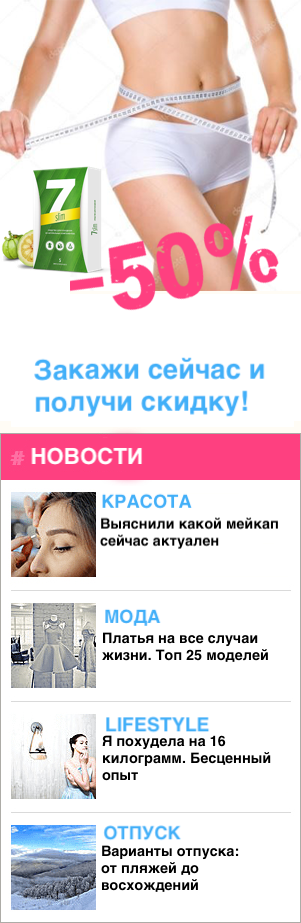 7
slim
7slim
-50%
Закажи сейчас и
получи скидку!
# НОВОСТИ
КРАСОТА
Выяснили какой мейкап
сейчас актуален
МОДА
Платья на все случаи
жизни. Топ 25 моделей
LIFESTYLE
Я похудела на 16
килограмм. Бесценный
опыт
ОТПУСК
Варианты отпуска:
от пляжей до
восхождений